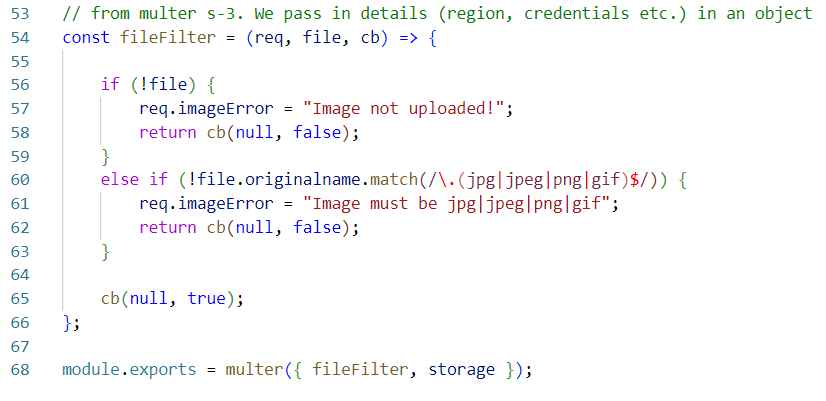 53 // from multer s-3. We pass in details (region, credentials etc.) in an object
54 const fileFilter = (req, file, cb) => {
55
56 if (!file) {
57 req.imageError = "Image not uploaded!";
58 return cb(null, false);
59 }
60 else if (!file.originalname.match(/\.(jpg|jpeg|png|gif)$/)) {
61 req.imageError = "Image must be jpg|jpeg|png|gif";
62 return cb(null, false);
63 }
64
65 cb(null, true);
66 };
67
68 module.exports = multer({ fileFilter, storage });